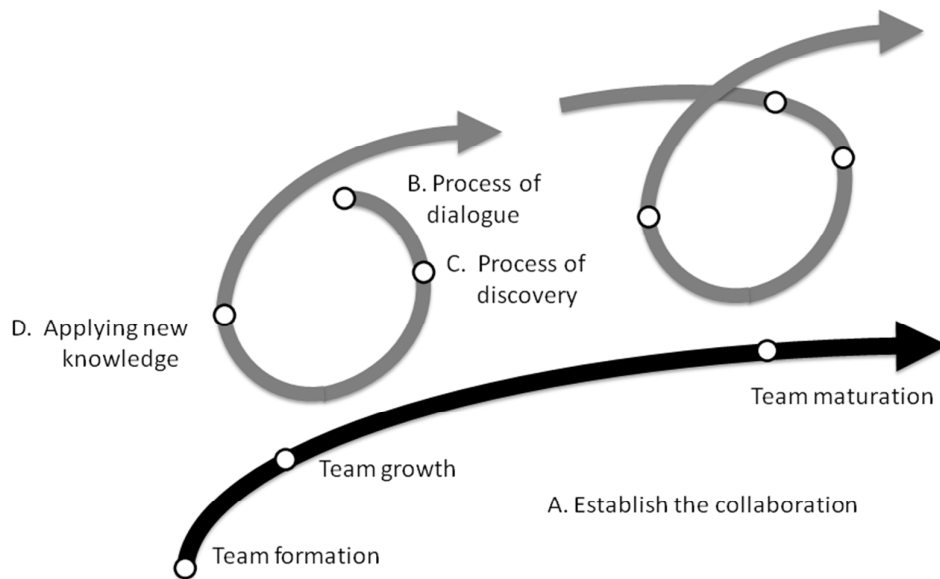 B. Process of
dialogue
C. Process of
discovery
D. Applying new
knowledge
Team maturation
Team growth
A. Establish the collaboration
Team formation